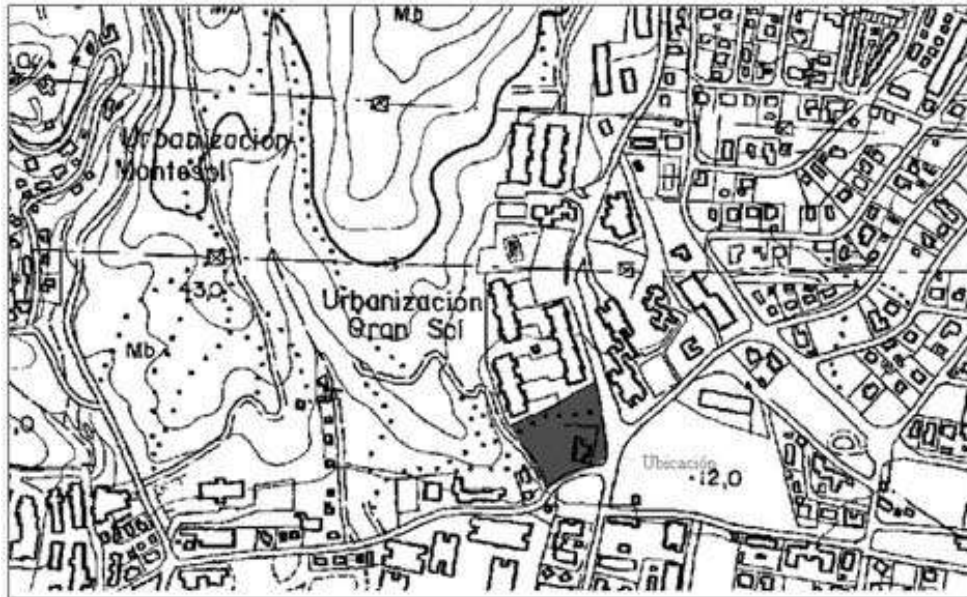 Mb
Urbanización
Montesol
43,0
Urbanización
Gran Sol
Mb
Ubicación
12,0